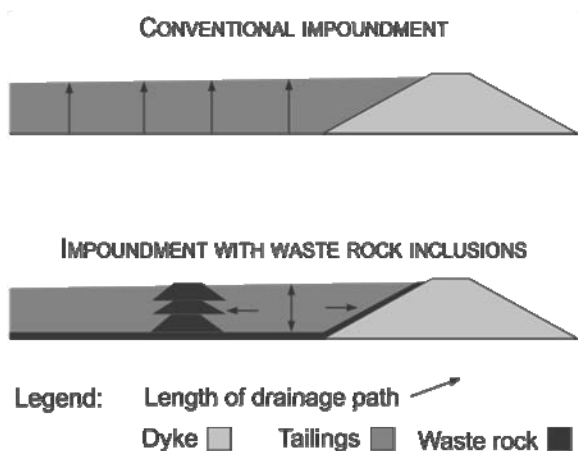 CONVENTIONAL IMPOUNDMENT
IMPOUNDMENT WITH WASTE ROCK INCLUSIONS
Legend: Length of drainage path
Dyke Tailings Waste rock